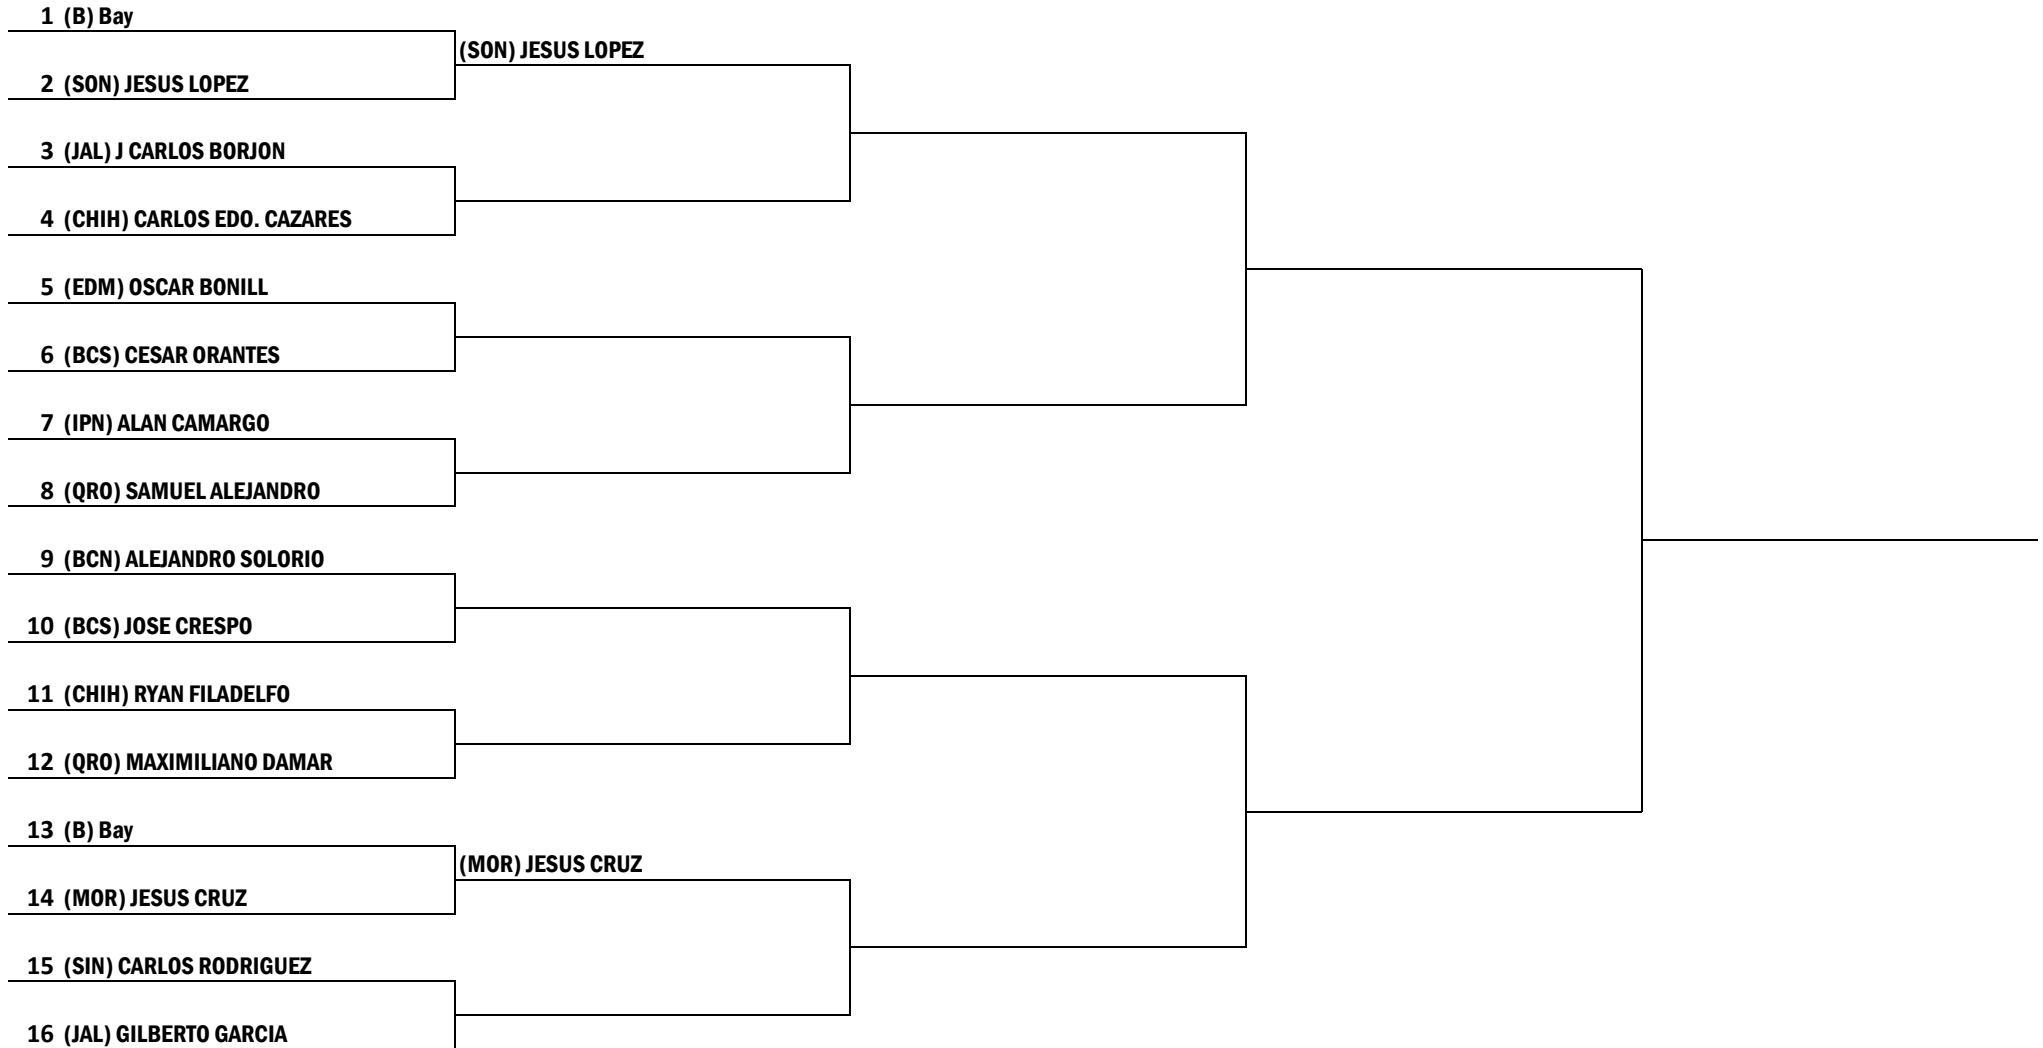 1 (B) Bay
(SON) JESUS LOPEZ
2 (SON) JESUS LOPEZ
3 (JAL) J CARLOS BORJON
4 (CHIH) CARLOS EDO. CAZARES
5 (EDM) OSCAR BONILL
6 (BCS) CESAR ORANTES
7 (IPN) ALAN CAMARGO
8 (QRO) SAMUEL ALEJANDRO
9 (BCN) ALEJANDRO SOLORIO
10 (BCS) JOSE CRESPO
11 (CHIH) RYAN FILADELFO
12 (QRO) MAXIMILIANO DAMAR
13 (B) Bay
(MOR) JESUS CRUZ
14 (MOR) JESUS CRUZ
15 (SIN) CARLOS RODRIGUEZ
16 (JAL) GILBERTO GARCIA